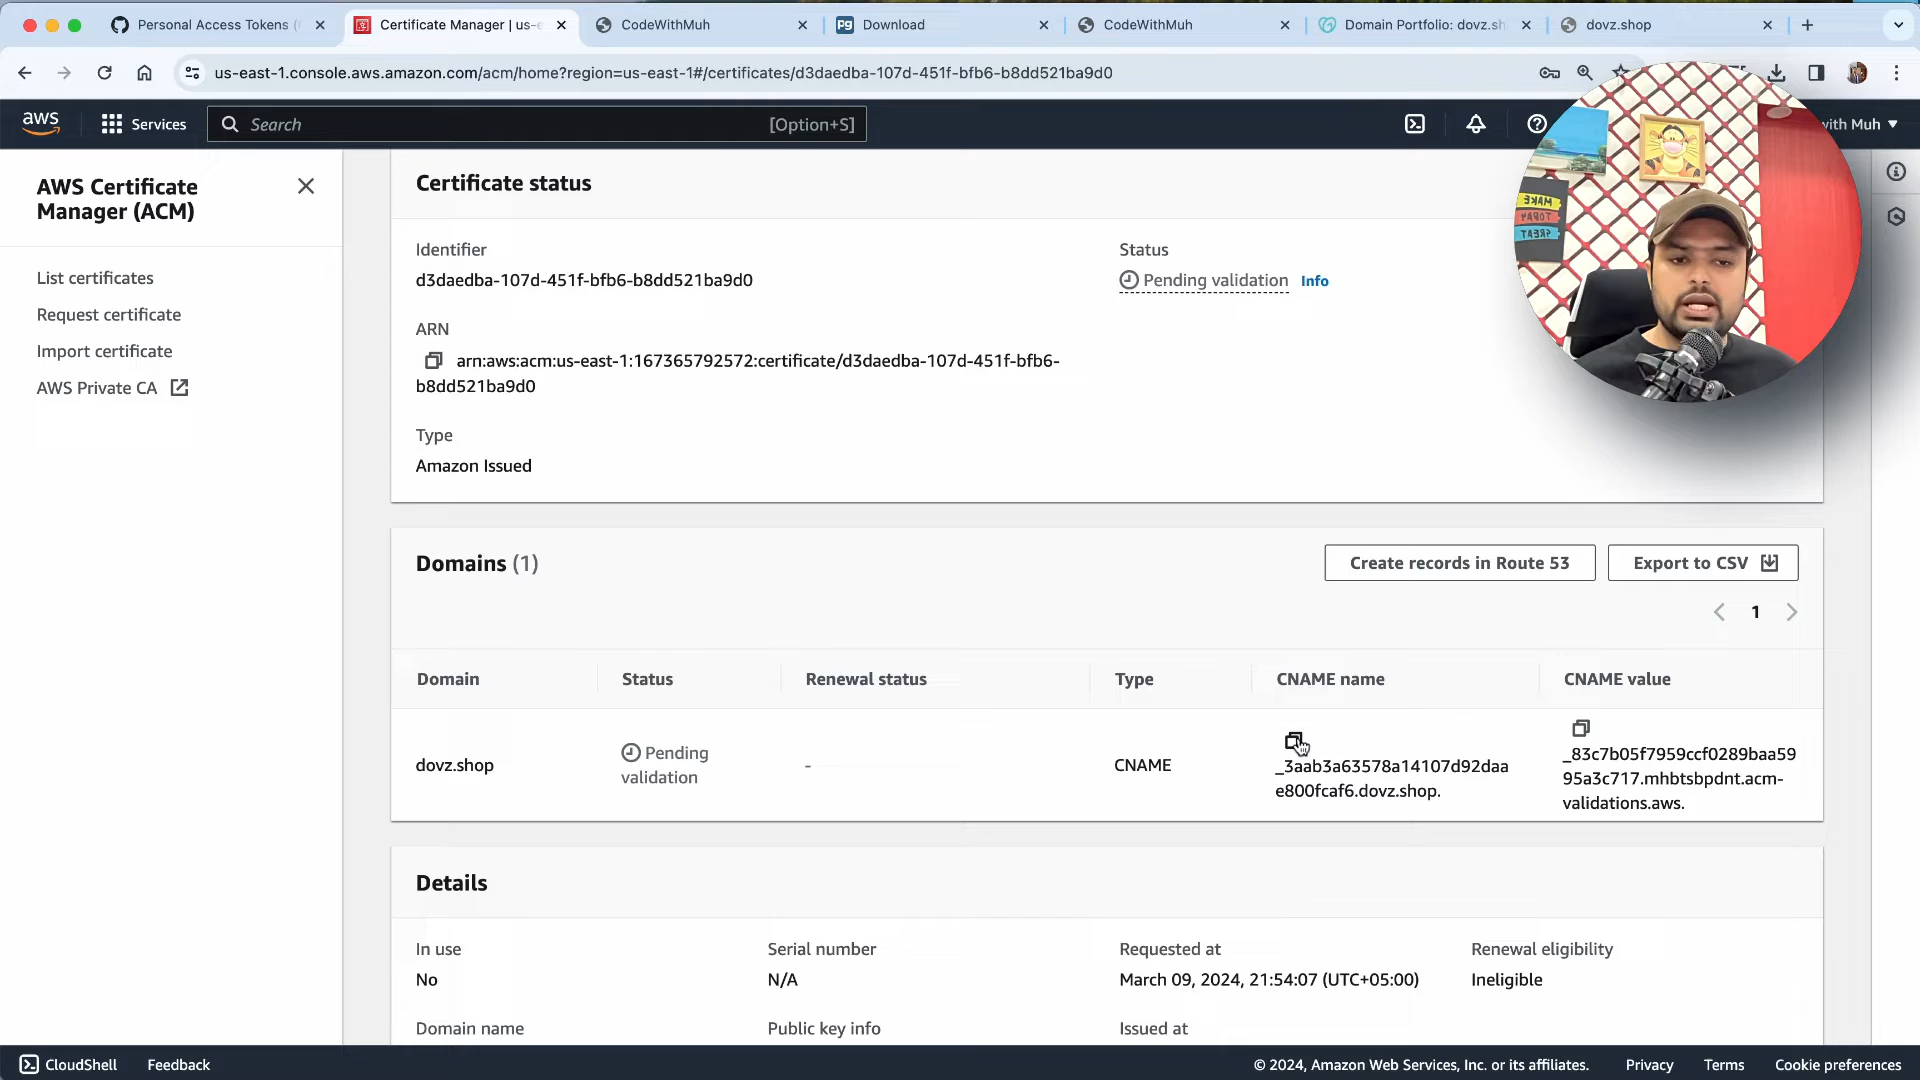 Personal Access Tokens (
Certificate Manager | us-e
CodeWithMuh
pg Download
CodeWithMuh
Domain Portfolio: dovz.sh
dovz.shop
us-east-1.console.aws.amazon.com/acm/home?region=us-east-1#/certificates/d3daedba-107d-451f-bfb6-b8dd521ba9d0
aws
Services
Search
[Option+S]
with Muh
AWS Certificate
Manager (ACM)
List certificates
Request certificate
Import certificate
AWS Private CA
MAKE
TODAY
GREAT
Certificate status
Identifier
d3daedba-107d-451f-bfb6-b8dd521ba9d0
Status
Pending validation Info
ARN
arn:aws:acm:us-east-1:167365792572:certificate/d3daedba-107d-451f-bfb6-
b8dd521ba9d0
Type
Amazon Issued
Domains (1)
Create records in Route 53
Export to CSV
1
Domain
Status
Renewal status
Type
CNAME name
CNAME value
dovz.shop
Pending
validation
-
CNAME
_3aab3a63578a14107d92daa
e800fcaf6.dovz.shop.
_83c7b05f7959ccf0289baa59
95a3c717.mhbtsbpdnt.acm-
validations.aws.
Details
In use
No
Serial number
N/A
Requested at
March 09, 2024, 21:54:07 (UTC+05:00)
Renewal eligibility
Ineligible
Domain name
Public key info
Issued at
CloudShell
Feedback
© 2024, Amazon Web Services, Inc. or its affiliates.
Privacy
Terms
Cookie preferences